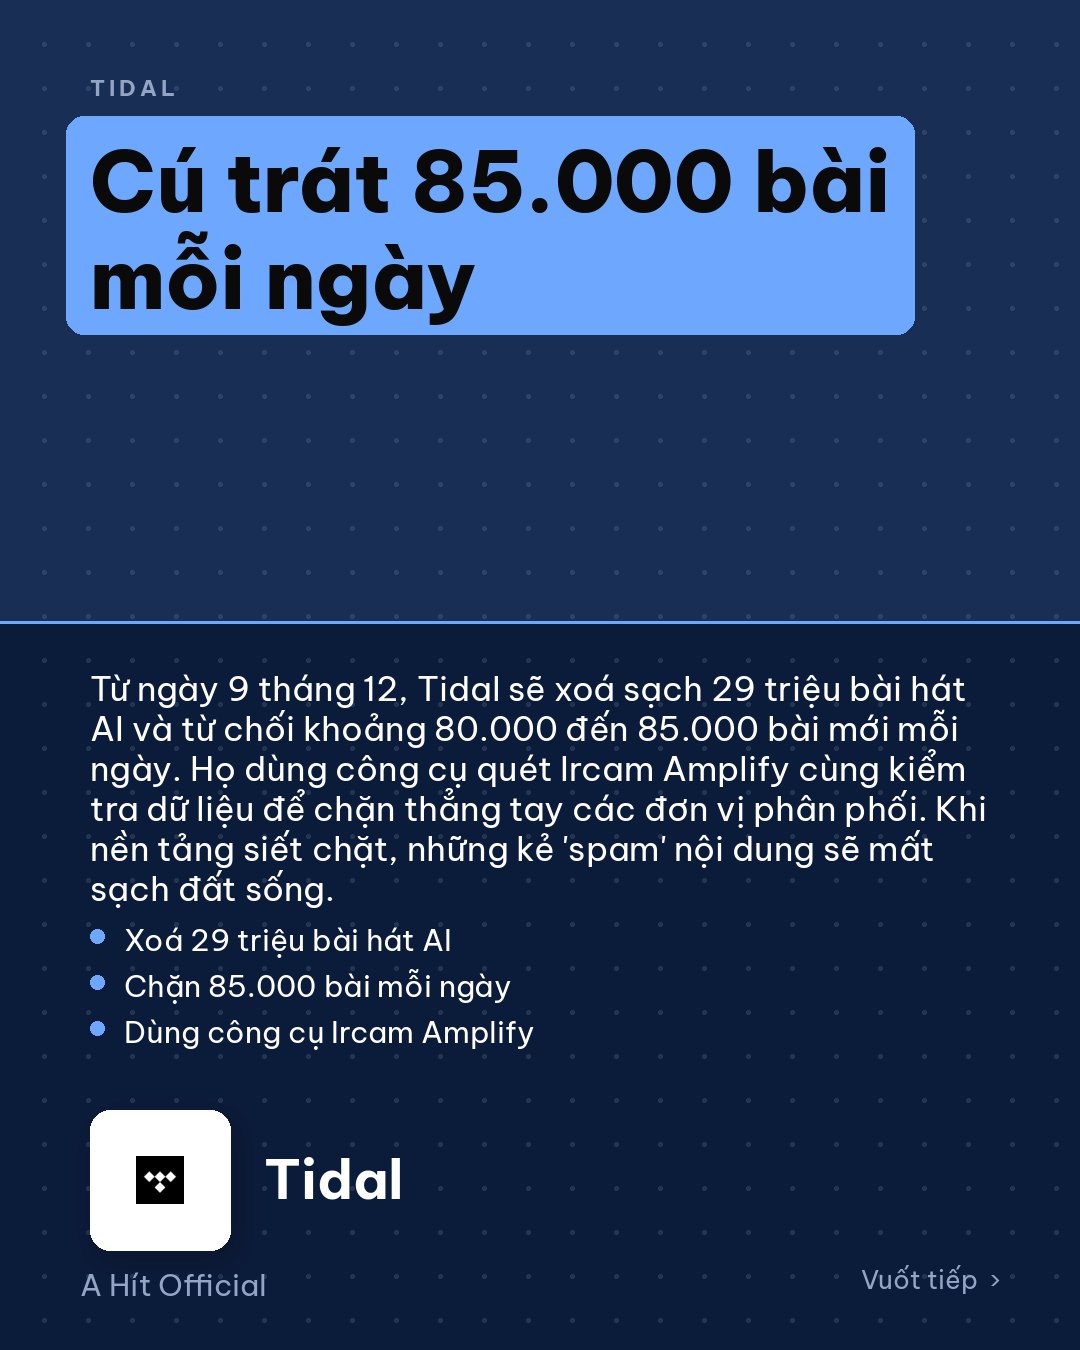 TIDAL
Cú trát 85.000 bài
mỗi ngày
Từ ngày 9 tháng 12, Tidal sẽ xoá sạch 29 triệu bài hát
AI và từ chối khoảng 80.000 đến 85.000 bài mới mỗi
ngày. Họ dùng công cụ quét Ircam Amplify cùng kiểm
tra dữ liệu để chặn thẳng tay các đơn vị phân phối. Khi
nền tảng siết chặt, những kẻ 'spam' nội dung sẽ mất
sạch đất sống.
Xoá 29 triệu bài hát AI
Chặn 85.000 bài mỗi ngày
Dùng công cụ Ircam Amplify
Tidal
A Hít Official
Vuốt tiếp ›